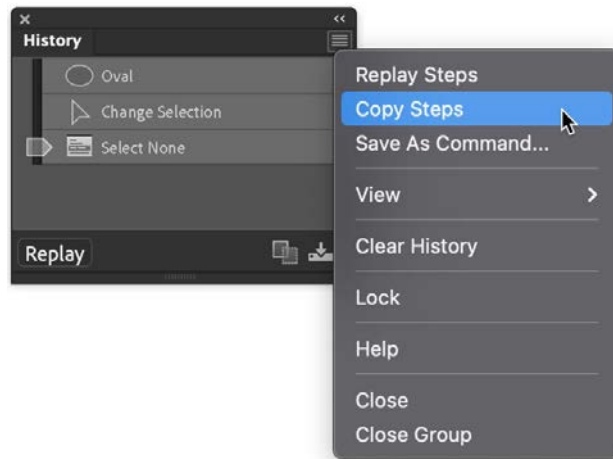 History
Oval
Change Selection
Select None
Replay
Replay Steps
Copy Steps
Save As Command...
View
Clear History
Lock
Help
Close
Close Group